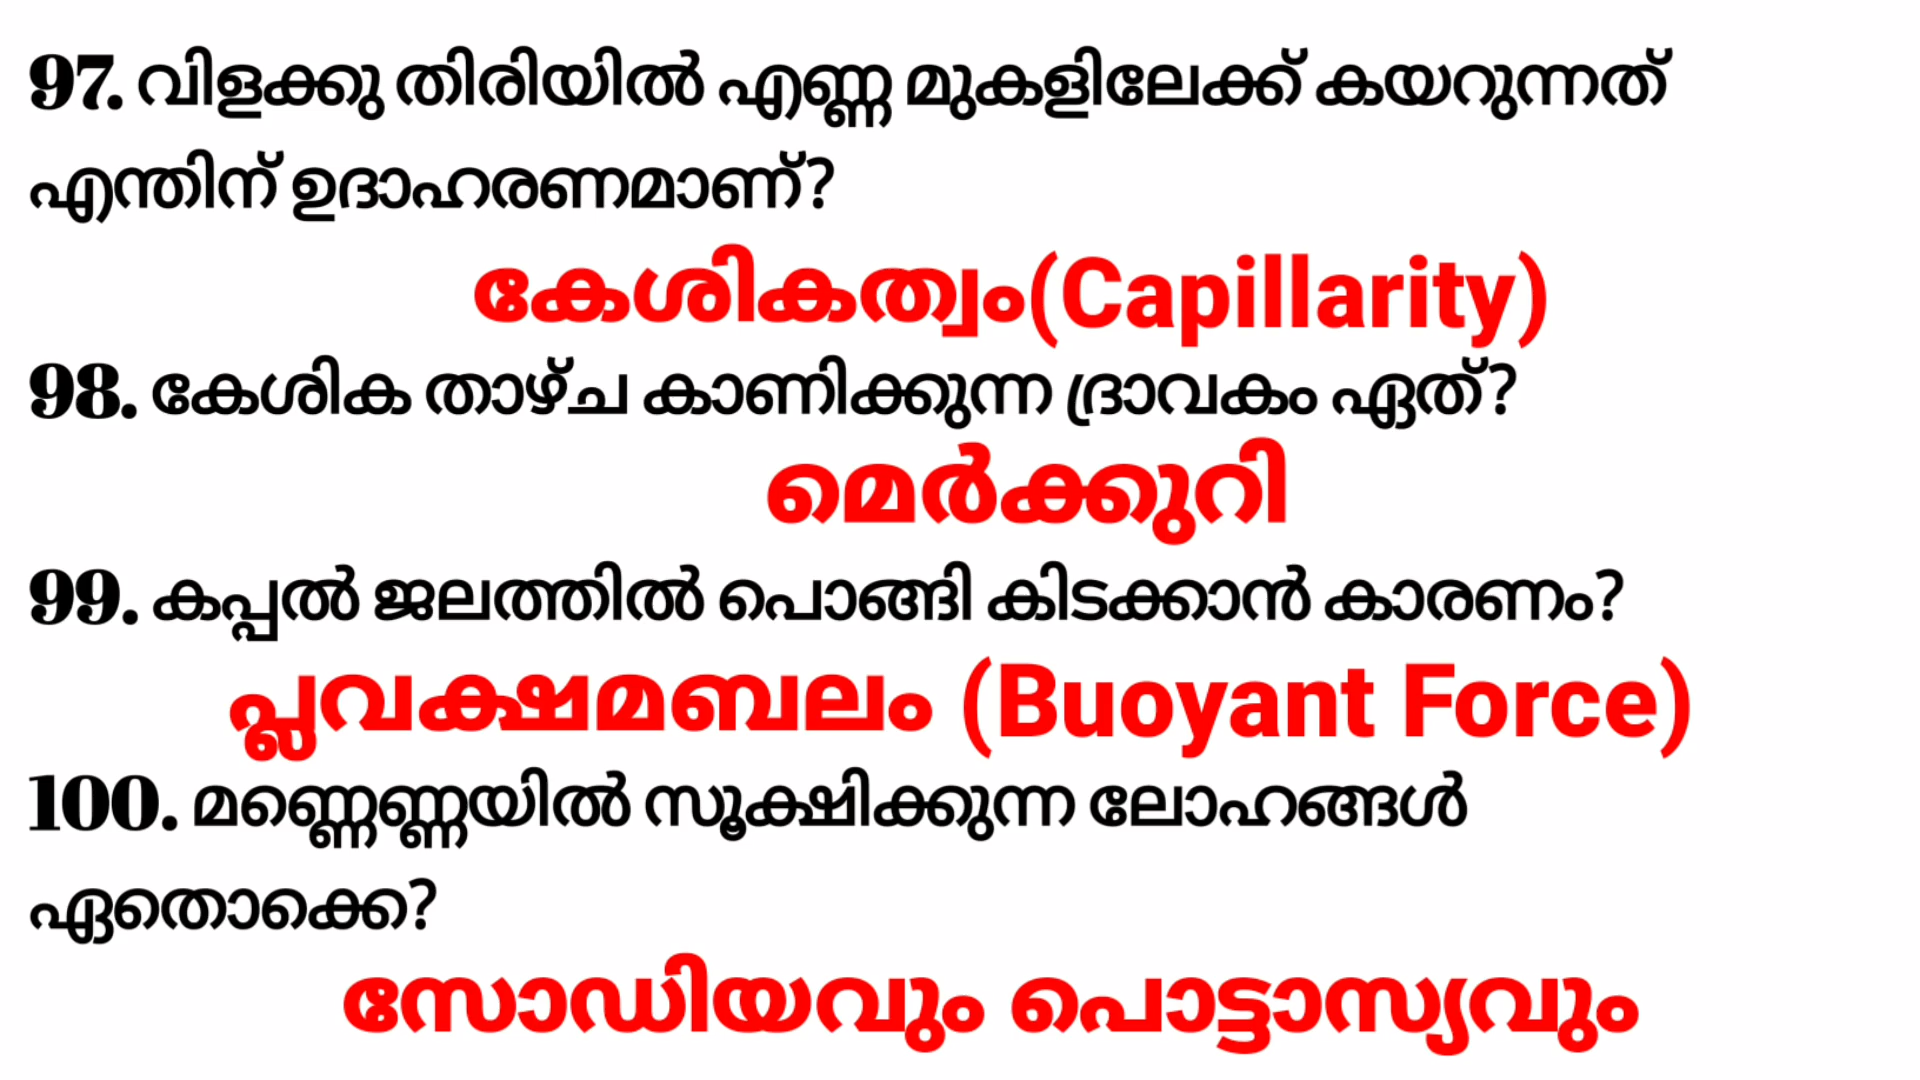 97. വിളക്കു തിരിയിൽ എണ്ണ മുകളിലേക്ക് കയറുന്നത്
എന്തിന് ഉദാഹരണമാണ്?
കേശികത്വം(Capillarity)
98. കേശിക താഴ്ച കാണിക്കുന്ന ദ്രാവകം ഏത്?
മെർക്കുറി
99. കപ്പൽ ജലത്തിൽ പൊങ്ങി കിടക്കാൻ കാരണം?
പ്ലവക്ഷമബലം (Buoyant Force)
100. മണ്ണെണ്ണയിൽ സൂക്ഷിക്കുന്ന ലോഹങ്ങൾ
ഏതൊക്കെ?
സോഡിയവും പൊട്ടാസ്യവും